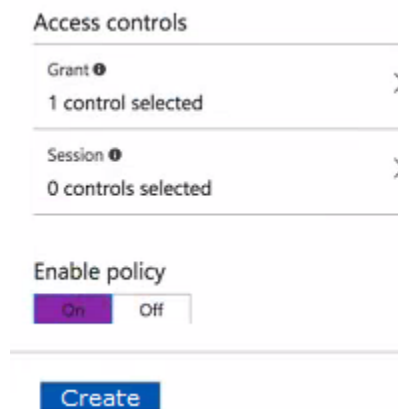 Access controls
Grant
1 control selected
Session
0 controls selected
Enable policy
On Off
Create